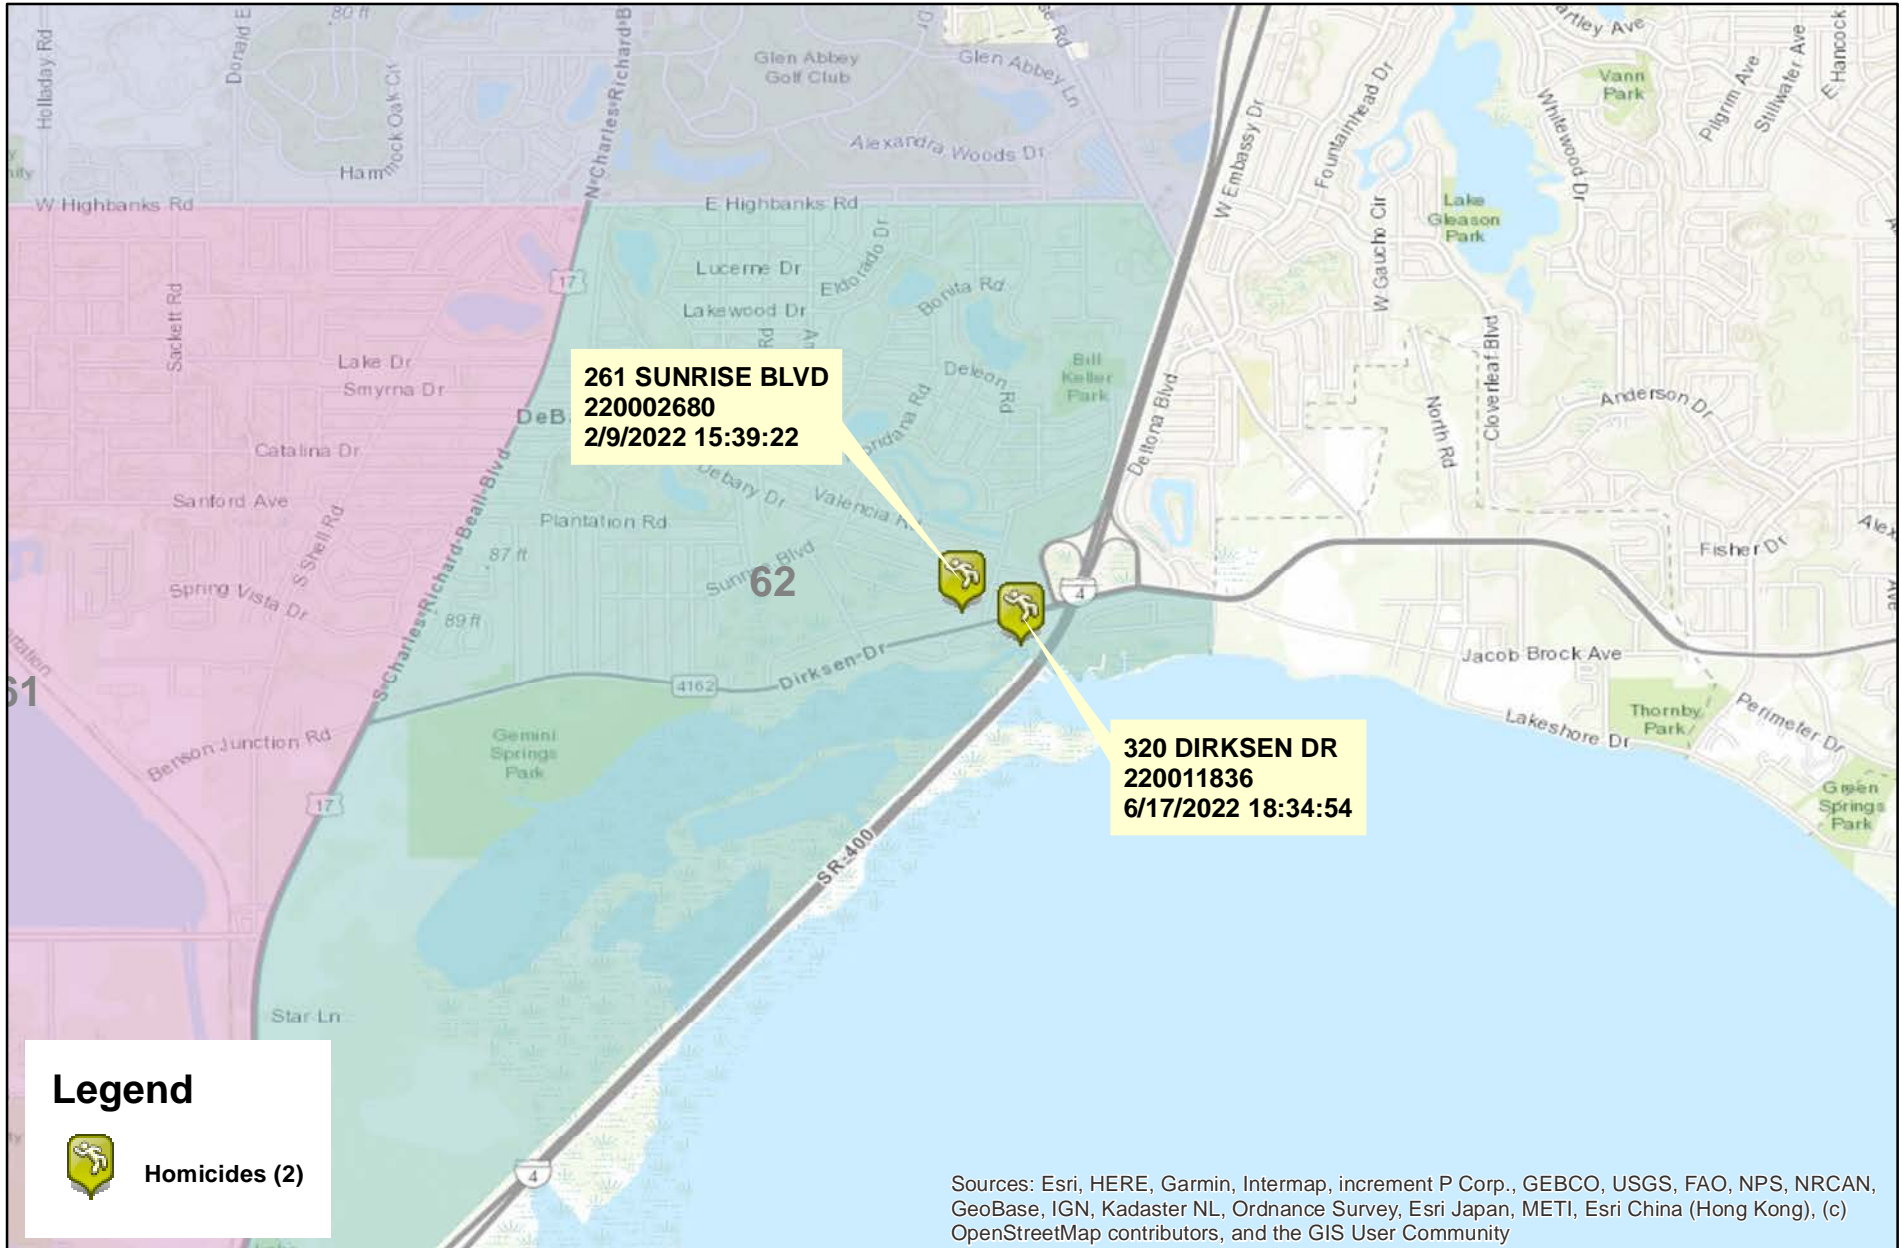 80 ft
Holladay Rd
Donald E
Hammock Oak Cir
N Charles Richard B
Glen Abbey
Golf Club
Glen Abbey Ln
Alexandra Woods Dr
artley Ave
Vann
Park
Pilgrim Ave
Stillwater Ave
E Hancock
Whitewood Dr
Fountainhead Dr
W Embassy Dr
Lake
Gleason
Park
W Gaucho Cir
W Highbanks Rd
E Highbanks Rd
17
Sackett Rd
Lucerne Dr
Eldorado Dr
Bonita Rd
Lakewood Dr
Rd
Lake Dr
Smyrna Dr
DeB
Deleon Rd
Bill
Keller
Park
261 SUNRISE BLVD
220002680
2/9/2022 15:39:22
Deltona Blvd
Cloverleaf Blvd
North Rd
Anderson Dr
Catalina Dr
Sanford Ave
S Shell Rd
Spring Vista Dr
S Charles Richard Beall Blvd
Debary Dr
Valencia R
Plantation Rd
87 ft
Sunrise Blvd
62
89 ft
4
Fisher Dr
Alex
Ave
Dirksen Dr
4162
Jacob Brock Ave
Lakeshore Dr
Thornby
Park
Perimeter Dr
Green
Springs
Park
61
Benson Junction Rd
Gemini
Springs
Park
17
320 DIRKSEN DR
220011836
6/17/2022 18:34:54
SR-400
Star Ln
4
Legend
Homicides (2)
Sources: Esri, HERE, Garmin, Intermap, increment P Corp., GEBCO, USGS, FAO, NPS, NRCAN,
GeoBase, IGN, Kadaster NL, Ordnance Survey, Esri Japan, METI, Esri China (Hong Kong), (c)
OpenStreetMap contributors, and the GIS User Community